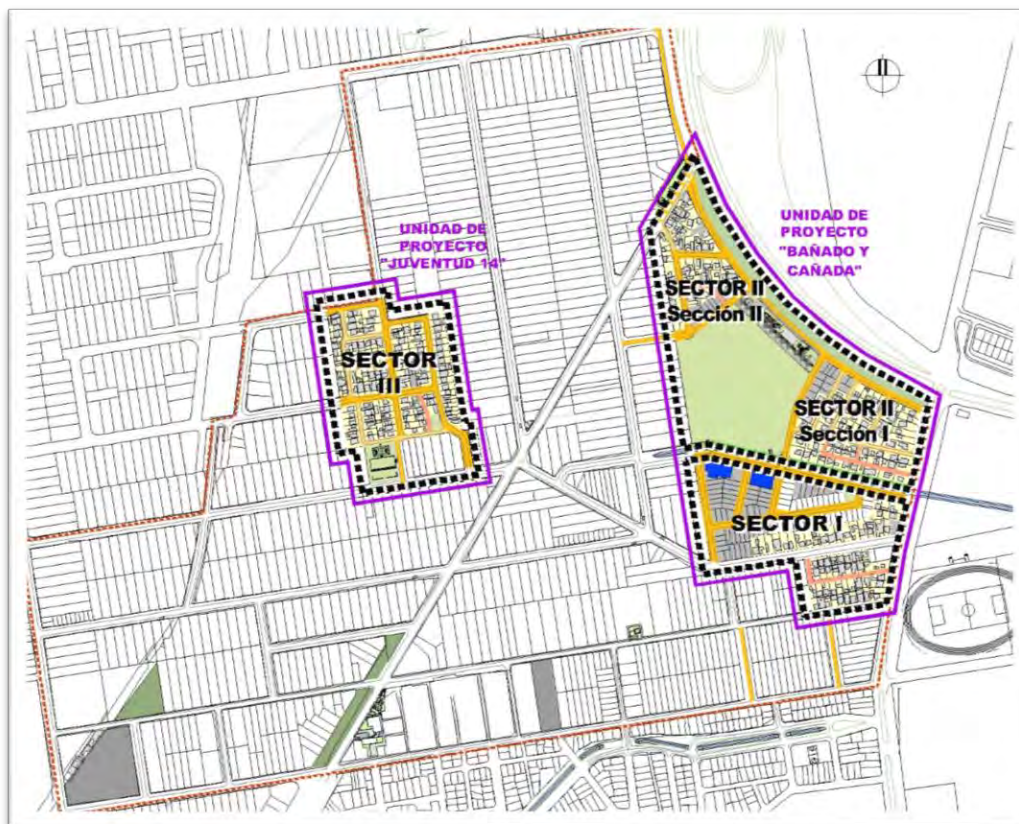 UNIDAD DE
PROYECTO
"JUVENTUD 14"
UNIDAD DE
PROYECTO
"BAÑADO Y
CAÑADA"
SECTOR II
Sección II
SECTOR
III
SECTOR II
Sección I
SECTOR I